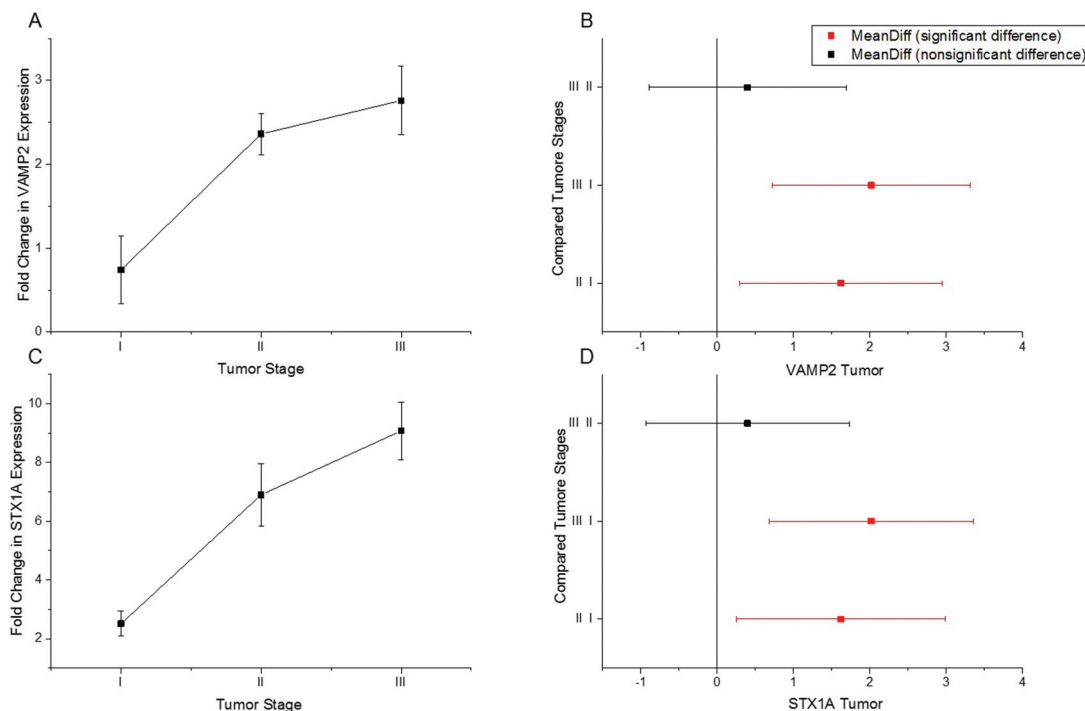 A
Fold Change in VAMP2 Expression
3
2
1
0
I
II
III
Tumor Stage
B
MeanDiff (significant difference)
MeanDiff (nonsignificant difference)
Compared Tumore Stages
III II
III I
II I
-1
0
1
2
3
4
VAMP2 Tumor
C
Fold Change in STX1A Expression
10
8
6
4
2
I
II
III
Tumor Stage
D
Compared Tumore Stages
III II
III I
II I
-1
0
1
2
3
4
STX1A Tumor